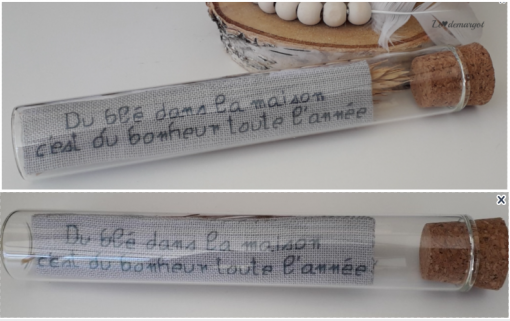 Du blé dans la maison
c'est du bonheur toute l'année
Du blé dans la maison
c'est du bonheur toute l'année